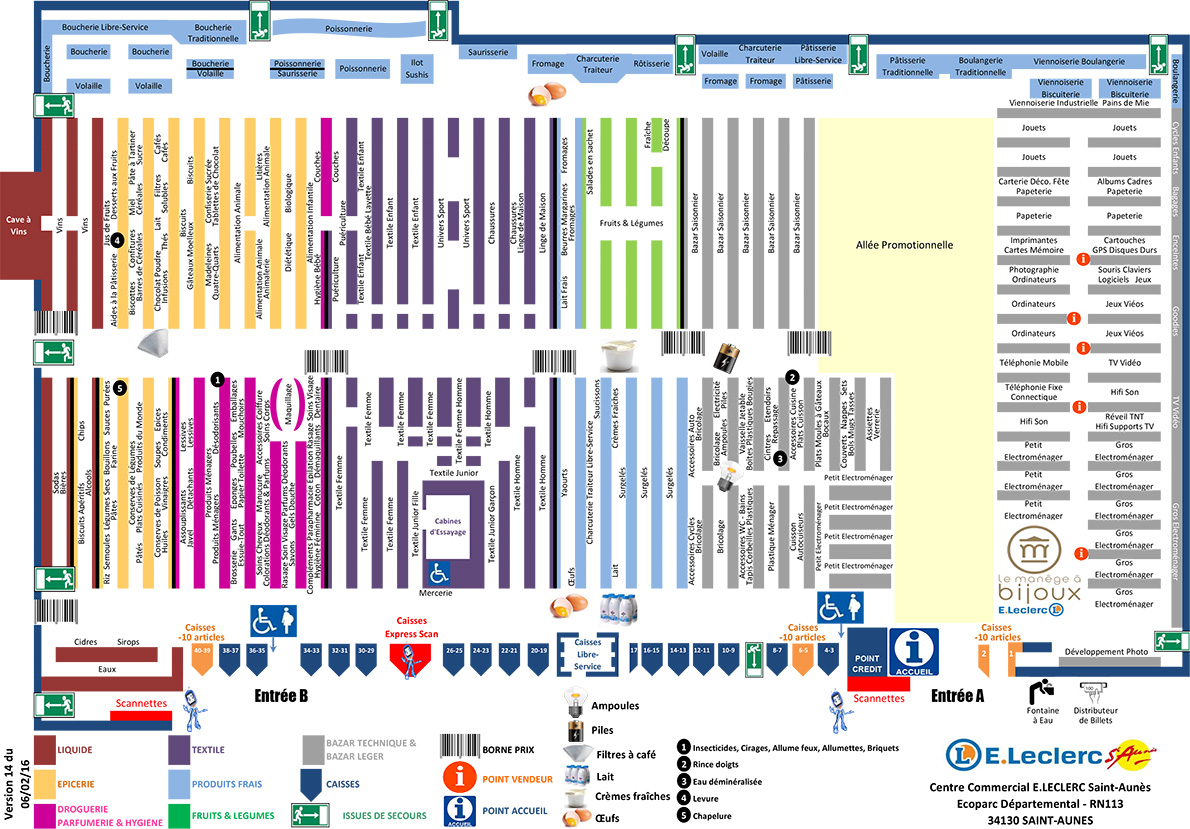 Boucherie Libre-Service
Boucherie
Traditionnelle
Poissonnerie
Boucherie
Boucherie
Boucherie
Volaille
Volaille
Boucherie
Volaille
Poissonnerie
Saurisserie
Poissonnerie
Ilot
Sushis
Saurisserie
Fromage
Charcuterie
Traiteur
Rôtisserie
Volaille
Charcuterie
Traiteur
Pâtisserie
Libre-Service
Fromage
Fromage
Pâtisserie
Pâtisserie
Traditionnelle
Boulangerie
Traditionnelle
Viennoiserie Boulangerie
Viennoiserie
Biscuiterie
Viennoiserie
Biscuiterie
Boulangerie
Viennoiserie Industrielle
Pains de Mie
Cave à
Vins
Vins
Vins
Jus de Fruits
Desserts aux Fruits
Aides à la Pâtisserie
4
Miel
Pâte à Tartiner
Céréales
Sucre
Biscottes
Confitures
Barres de Céréales
Filtres
Cafés
Solubles
Cafés
Chocolat Poudre
Lait
Infusions
Thés
Biscuits
Biscuits
Gâteaux Moelleux
Confiserie Sucrée
Tablettes de Chocolat
Madeleines
Quatre-Quarts
Alimentation Animale
Litières
Alimentation Animale
Alimentation Animale
Animalerie
Biologique
Diététique
Couches
Alimentation Infantile
Hygiène Bébé
Couches
Puériculture
Puériculture
Textile Enfant
Textile Bébé Layette
Textile Enfant
Textile Enfant
Textile Enfant
Univers Sport
Univers Sport
Chaussures
Chaussures
Linge de Maison
Linge de Maison
Fromages
Beurres Margarines
Fromages
Lait Frais
Salades en sachet
Fruits & Légumes
Fraîche
Découpe
Bazar Saisonnier
Bazar Saisonnier
Bazar Saisonnier
Bazar Saisonnier
Bazar Saisonnier
Allée Promotionnelle
Jouets
Jouets
Jouets
Jouets
Carterie Déco. Fête
Papeterie
Albums Cadres
Papeterie
Papeterie
Papeterie
Imprimantes
Cartes Mémoire
Cartouches
GPS Disques Durs
Photographie
Ordinateurs
Souris Claviers
Logiciels Jeux
Ordinateurs
Jeux Viéos
Ordinateurs
Jeux Viéos
Téléphonie Mobile
TV Vidéo
Téléphonie Fixe
Connectique
Hifi Son
Hifi Son
Réveil TNT
Hifi Supports TV
Petit
Electroménager
Gros
Electroménager
Petit
Electroménager
Gros
Electroménager
Petit
Electroménager
Gros
Electroménager
Gros
Electroménager
Gros
Electroménager
Gros
Electroménager
Cycles Enfants
Bagages
Enceintes
Goodies
TV Vidéo
Gros Electroménager
le manège à
bijoux
E.Leclerc
Sodas
Bières
Chips
Biscuits Apéritifs
Alcools
5
Bouillons
Sauces
Purées
Farine
Riz
Semoules
Légumes Secs
Pâtes
Conserves de Légumes
Produits du Monde
Pâtés
Plats Cuisinés
Soupes
Epices
Condiments
Conserves de Poisson
Huiles
Vinaigres
Lessives
Lessives
Assouplissants
Détachants
Javel
1
Désodorisants
Produits Ménagers
Produits Ménagers
Poubelles
Emballages
Mouchoirs
Brosserie
Gants
Eponges
Essuie-Tout
Papier Toilette
Accessoires Coiffure
Soins Corps
Soins Cheveux
Manucure
Colorations
Déodorants & Parfums
Maquillage
Rasage
Soin Visage
Parfums
Déodorants
Savons
Gels Douche
Epilation
Rasage
Soins Visage
Démaquillants
Dentaire
Compléments
Parapharmacie
Hygiène Féminine
Coton
Textile Femme
Textile Femme
Textile Femme
Textile Femme
Textile Femme
Textile Junior Fille
Textile Homme
Textile Femme
Textile Femme Homme
Textile Homme
Textile Junior
Cabines
d'Essayage
Mercerie
Textile Junior Garçon
Textile Homme
Textile Homme
Yaourts
Œufs
Saucissons
Charcuterie Traiteur Libre-Service
Crèmes Fraîches
Lait
Surgelés
Surgelés
Surgelés
Accessoires Auto
Bricolage
Accessoires Cycles
Bricolage
Electricité
Piles
Bricolage
Ampoules
Bricolage
Vaisselle Jetable
Boites Plastiques
Bougies
Accessoires WC - Bains
Tapis Corbeilles Plastiques
Etendoirs
Cintres
Repassage
3
Plastique Ménager
2
Accessoires Cuisine
Plats Cuisson
Cuisson
Autocuiseurs
Plats Moules à Gâteaux
Bocaux
Couverts
Nappes
Sets
Bols Mugs Tasses
Assiettes
Verrerie
Petit Electroménager
Petit Electroménager
Petit Electroménager
Petit Electroménager
Petit Electroménager
Petit
Electroménager
Cidres
Sirops
Eaux
Scannettes
Caisses
-10 articles
40-39
38-37
36-35
34-33
32-31
30-29
Caisses
Express Scan
26-25
24-23
22-21
20-19
Caisses
Libre-
Service
17
16-15
14-13
12-11
10-9
8-7
Caisses
-10 articles
6-5
4-3
POINT
CREDIT
ACCUEIL
Scannettes
Caisses
-10 articles
2
1
Développement Photo
Entrée B
Entrée A
Fontaine
à Eau
Distributeur
de Billets
Version 14 du
06/02/16
LIQUIDE
EPICERIE
DROGUERIE
PARFUMERIE & HYGIENE
TEXTILE
PRODUITS FRAIS
FRUITS & LEGUMES
BAZAR TECHNIQUE &
BAZAR LEGER
CAISSES
ISSUES DE SECOURS
BORNE PRIX
POINT VENDEUR
ACCUEIL
POINT ACCUEIL
Ampoules
Piles
Filtres à café
Lait
Crèmes fraîches
Œufs
1 Insecticides, Cirages, Allume feux, Allumettes, Briquets
2 Rince doigts
3 Eau déminéralisée
4 Levure
5 Chapelure
E.Leclerc
Centre Commercial E.LECLERC Saint-Aunès
Ecoparc Départemental - RN113
34130 SAINT-AUNES